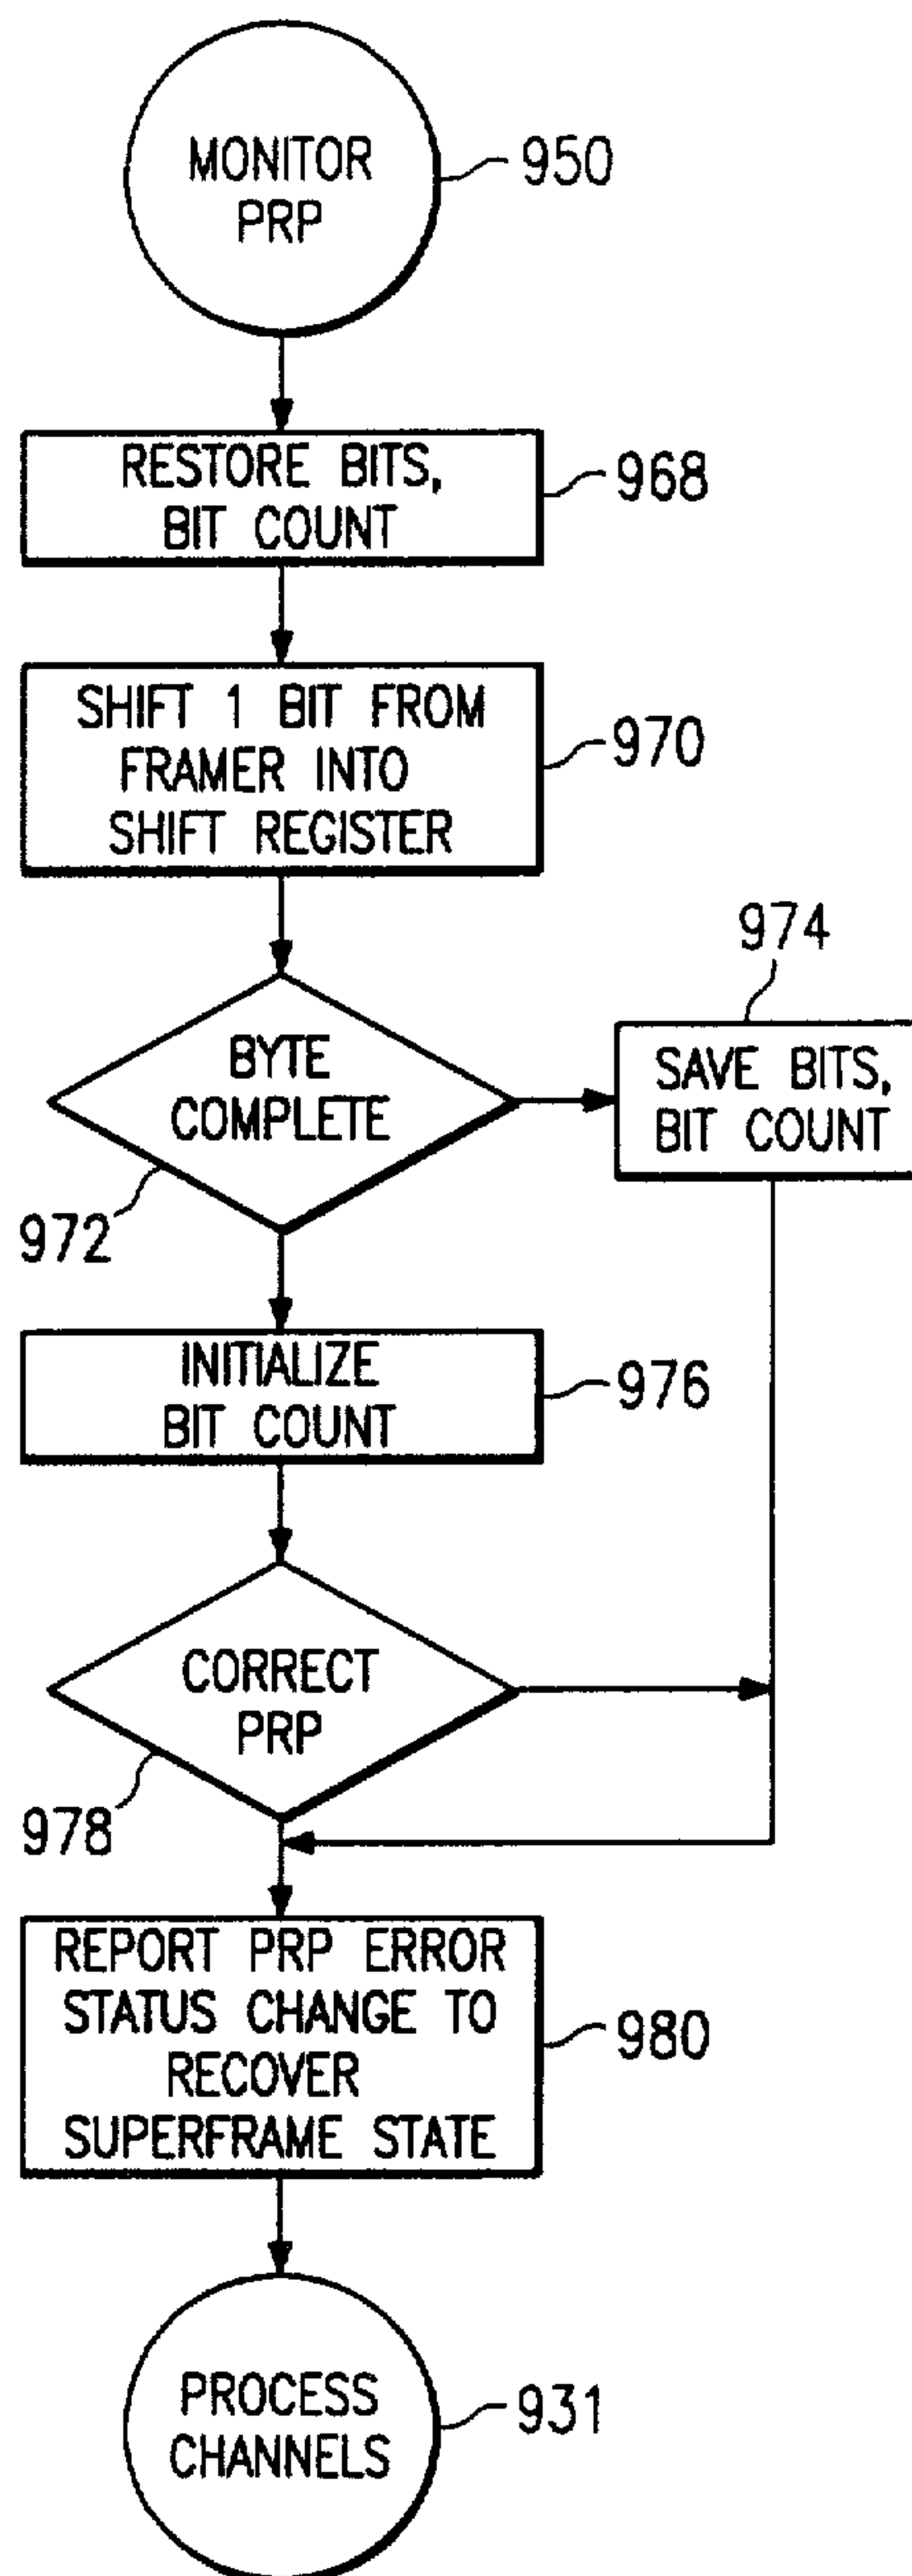 MONITOR
PRP
950
RESTORE BITS,
BIT COUNT
968
SHIFT 1 BIT FROM
FRAMER INTO
SHIFT REGISTER
970
BYTE
COMPLETE
972
974
SAVE BITS,
BIT COUNT
INITIALIZE
BIT COUNT
976
CORRECT
PRP
978
REPORT PRP ERROR
STATUS CHANGE TO
RECOVER
SUPERFRAME STATE
980
PROCESS
CHANNELS
931